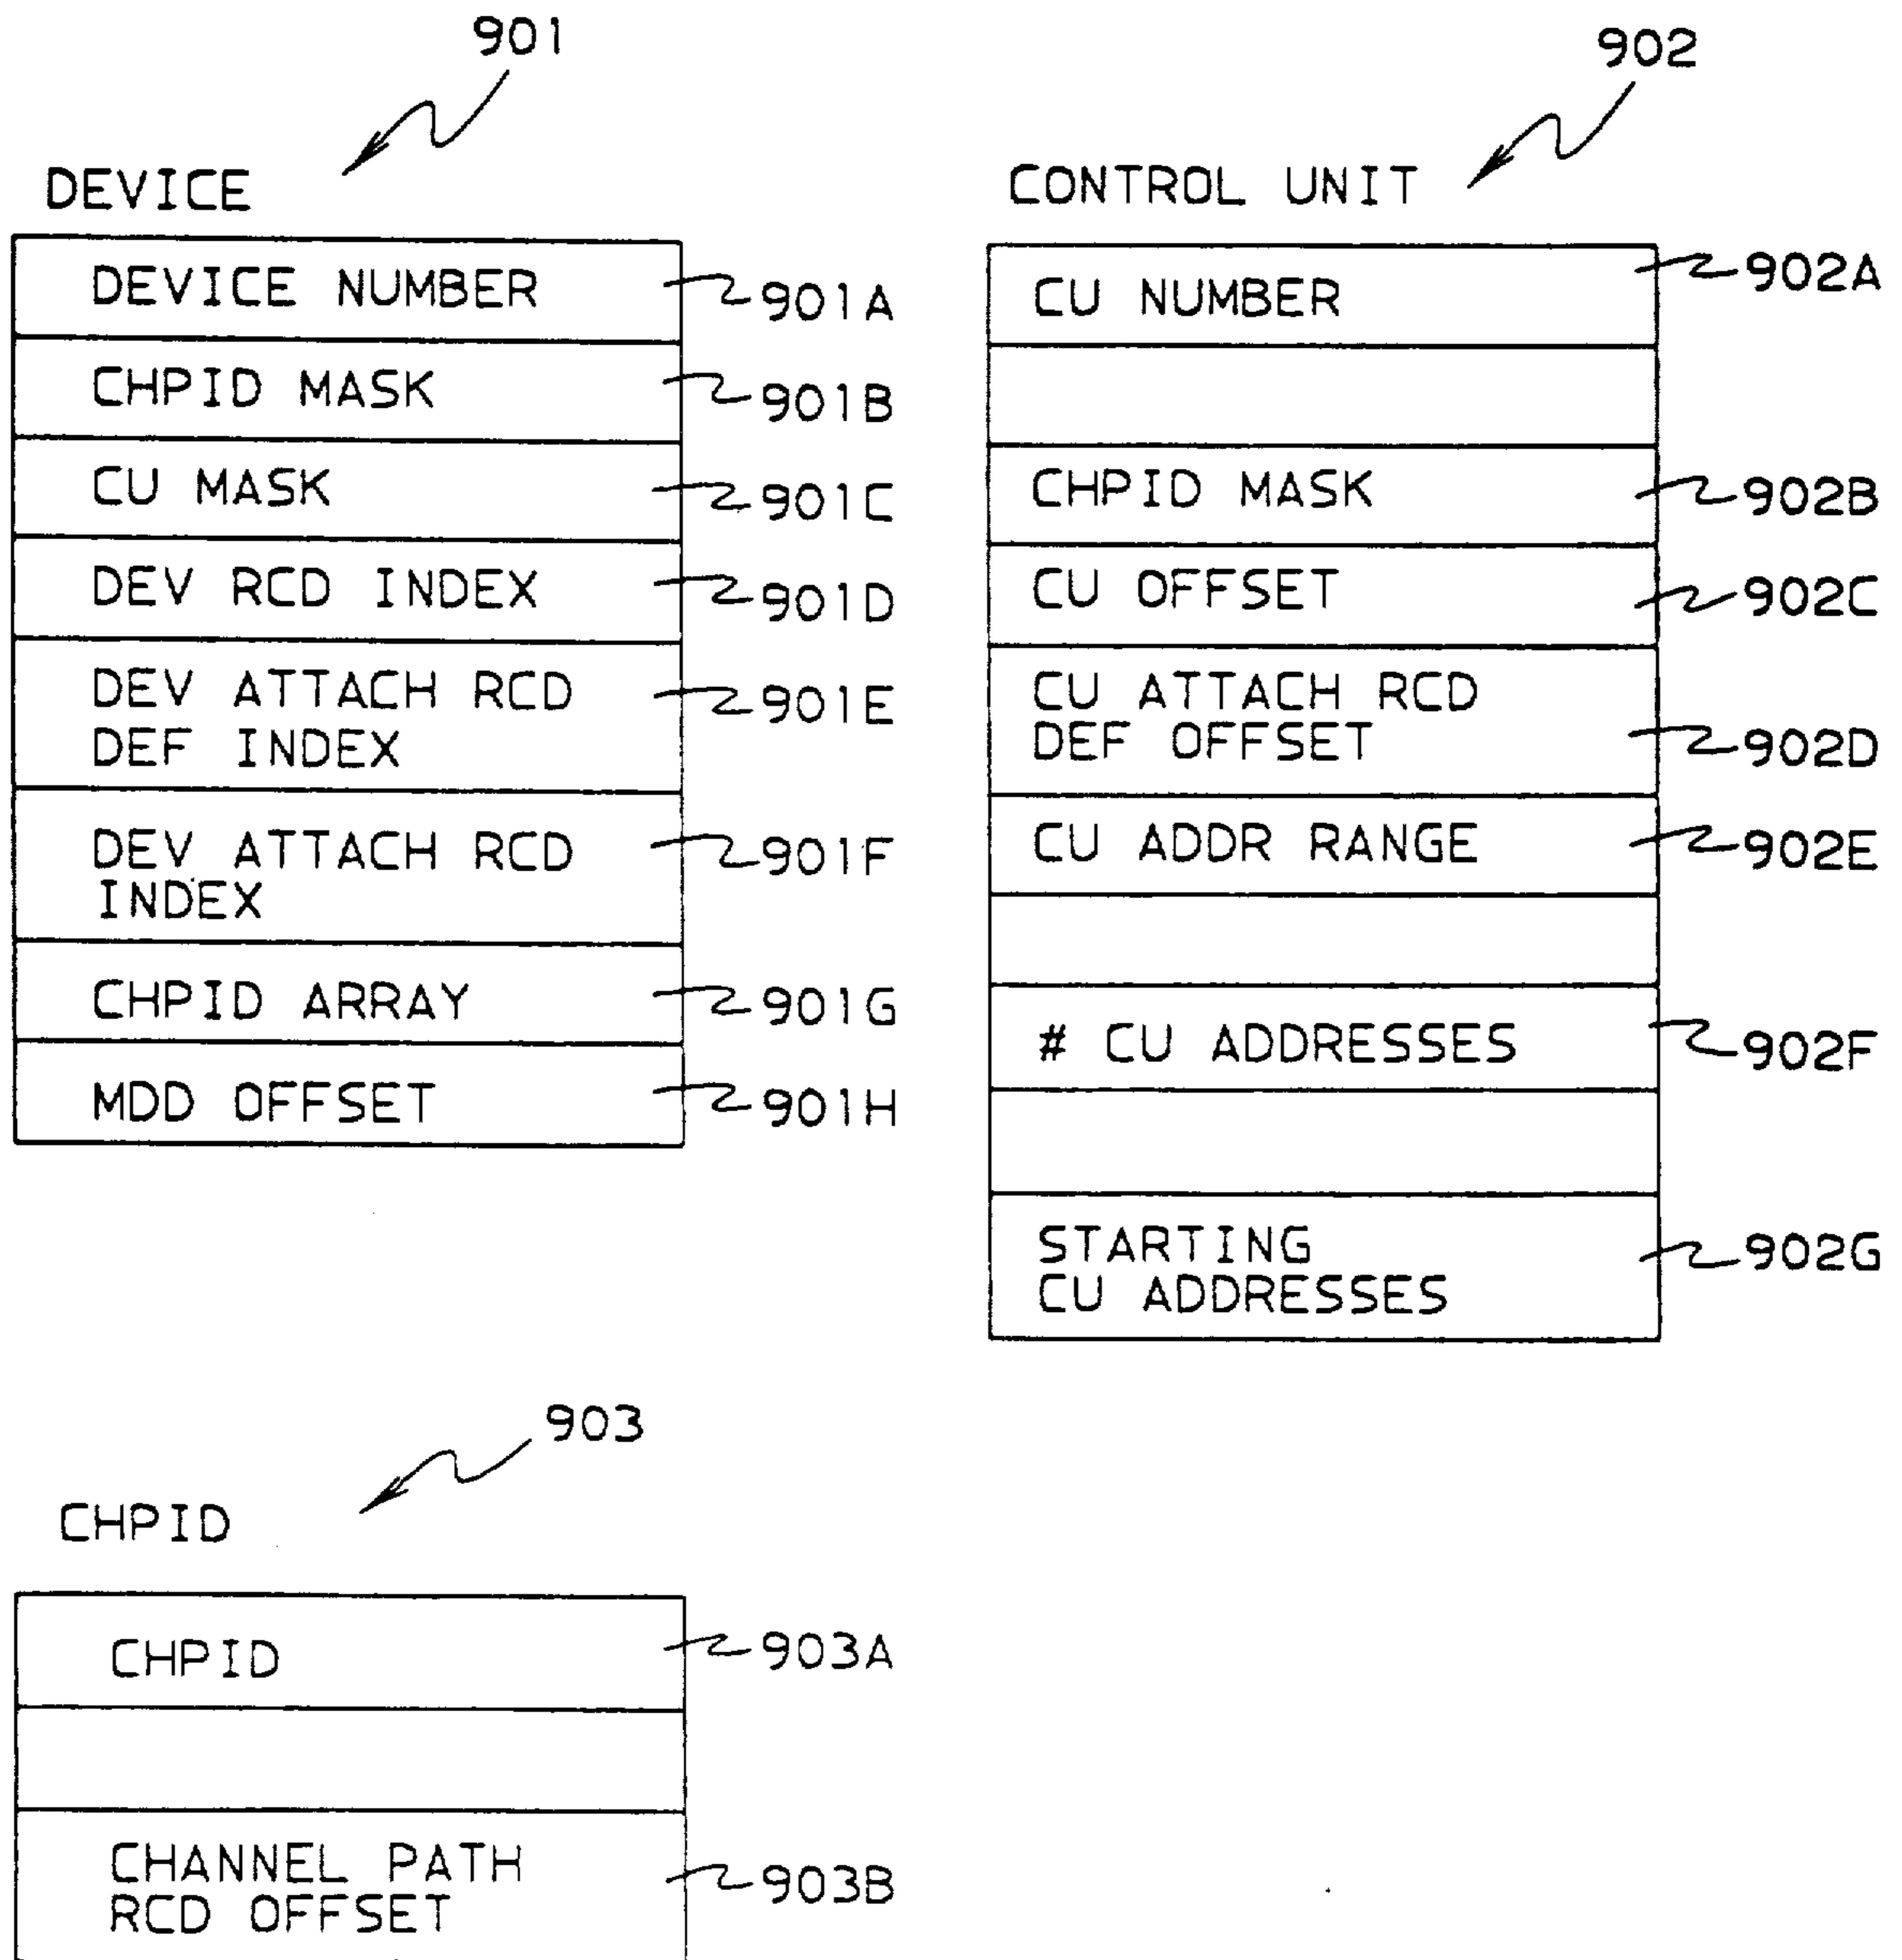 901
DEVICE
DEVICE NUMBER 901A
CHPID MASK 901B
CU MASK 901C
DEV RCD INDEX 901D
DEV ATTACH RCD 901E
DEF INDEX
DEV ATTACH RCD 901F
INDEX
CHPID ARRAY 901G
MDD OFFSET 901H
902
CONTROL UNIT
CU NUMBER 902A
CHPID MASK 902B
CU OFFSET 902C
CU ATTACH RCD
DEF OFFSET 902D
CU ADDR RANGE 902E
# CU ADDRESSES 902F
STARTING 902G
CU ADDRESSES
903
CHPID
CHPID 903A
CHANNEL PATH 903B
RCD OFFSET